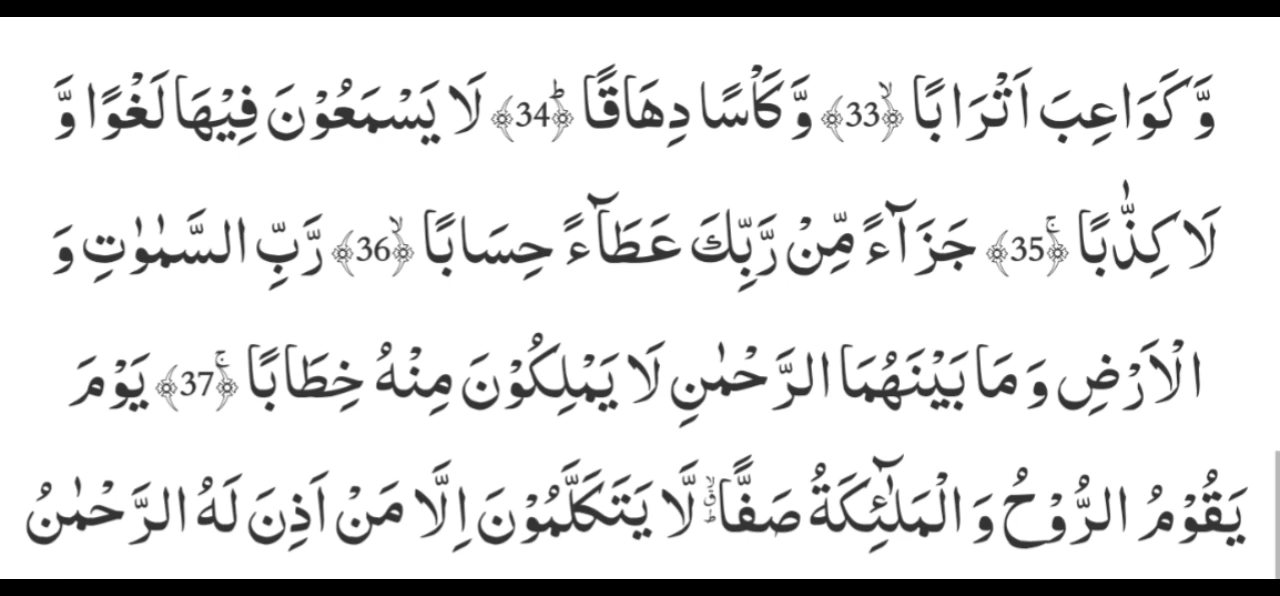 وَّ كَوَاعِبَ اَتْرَابًا ﴿ۙ33﴾ وَّ كَاْسًا دِهَاقًا ﴿ؕ34﴾ لَا يَسْمَعُوْنَ فِيْهَا لَغْوًا وَّ
لَا كِذّٰبًا ﴿ۚ35﴾ جَزَآءً مِّنْ رَّبِّكَ عَطَآءً حِسَابًا ﴿ۙ36﴾ رَّبِّ السَّمٰوٰتِ وَ
الْاَرْضِ وَ مَا بَيْنَهُمَا الرَّحْمٰنِ لَا يَمْلِكُوْنَ مِنْهُ خِطَابًا ﴿ۚ37﴾ يَوْمَ
يَقُوْمُ الرُّوْحُ وَ الْمَلٰٓئِكَةُ صَفًّا ۙۗؕ لَّا يَتَكَلَّمُوْنَ اِلَّا مَنْ اَذِنَ لَهُ الرَّحْمٰنُ